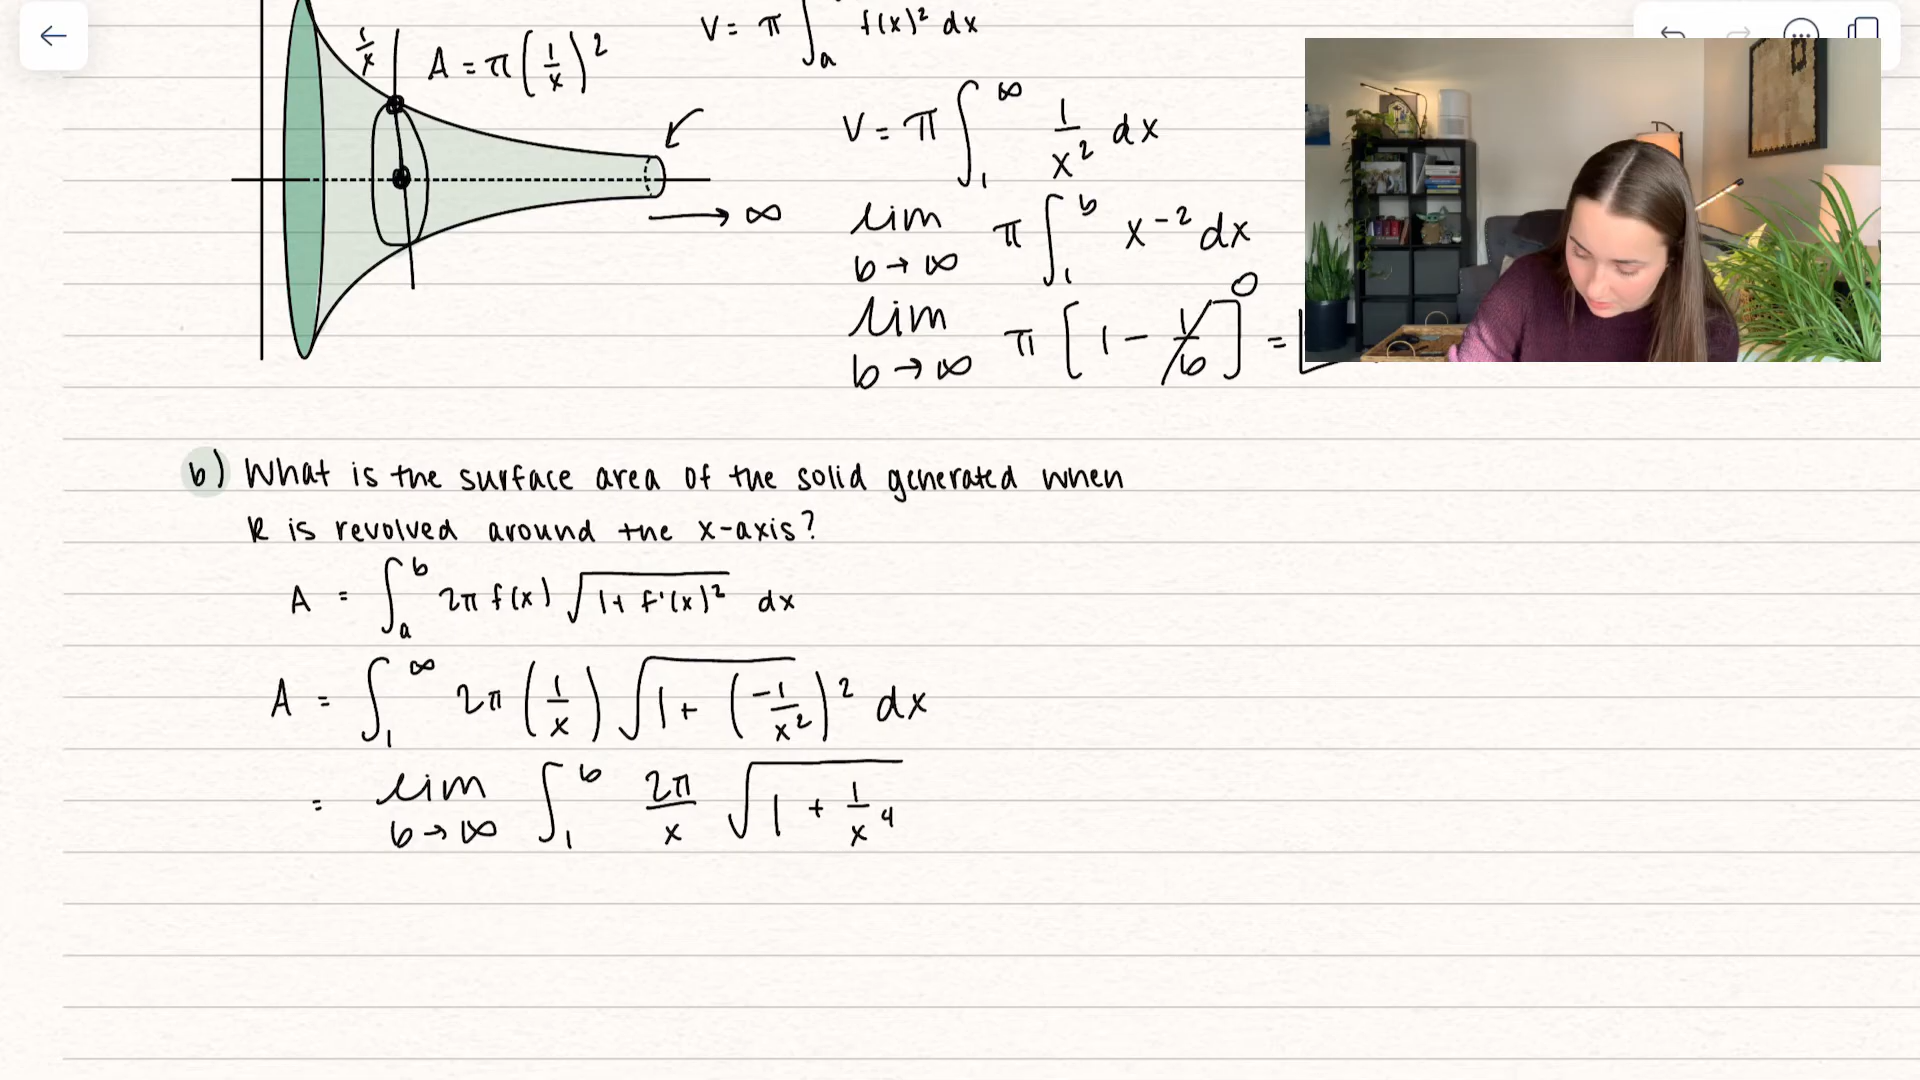 V = π ∫ₐ f(x)² dx
1/x
A = π(1/x)²
V = π ∫₁^∞ 1/x² dx
→ ∞
lim b→∞ π ∫₁^b x⁻² dx
lim b→∞ π [1 - 1/b] 0 =
b) What is the surface area of the solid generated when
R is revolved around the x-axis?
A = ∫ₐ^b 2π f(x) √(1 + f'(x)²) dx
A = ∫₁^∞ 2π (1/x) √(1 + (-1/x²)²) dx
= lim b→∞ ∫₁^b 2π/x √(1 + 1/x⁴)